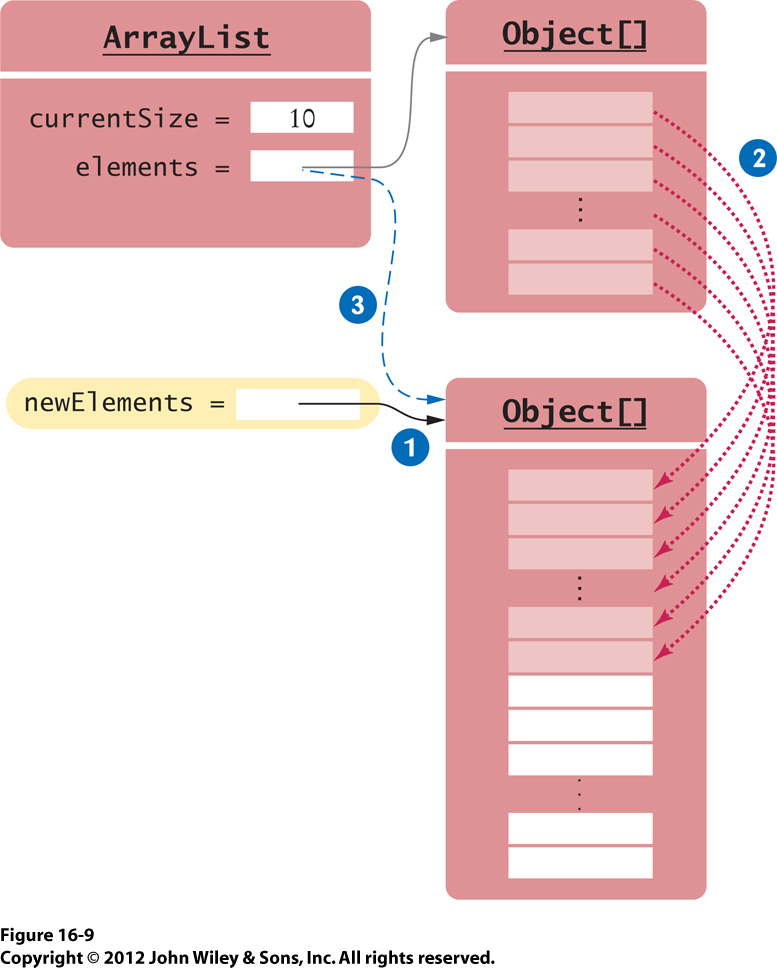 ArrayList
currentSize = 10
elements =
Object[]
2
3
newElements =
1
Object[]
Figure 16-9
Copyright © 2012 John Wiley & Sons, Inc. All rights reserved.